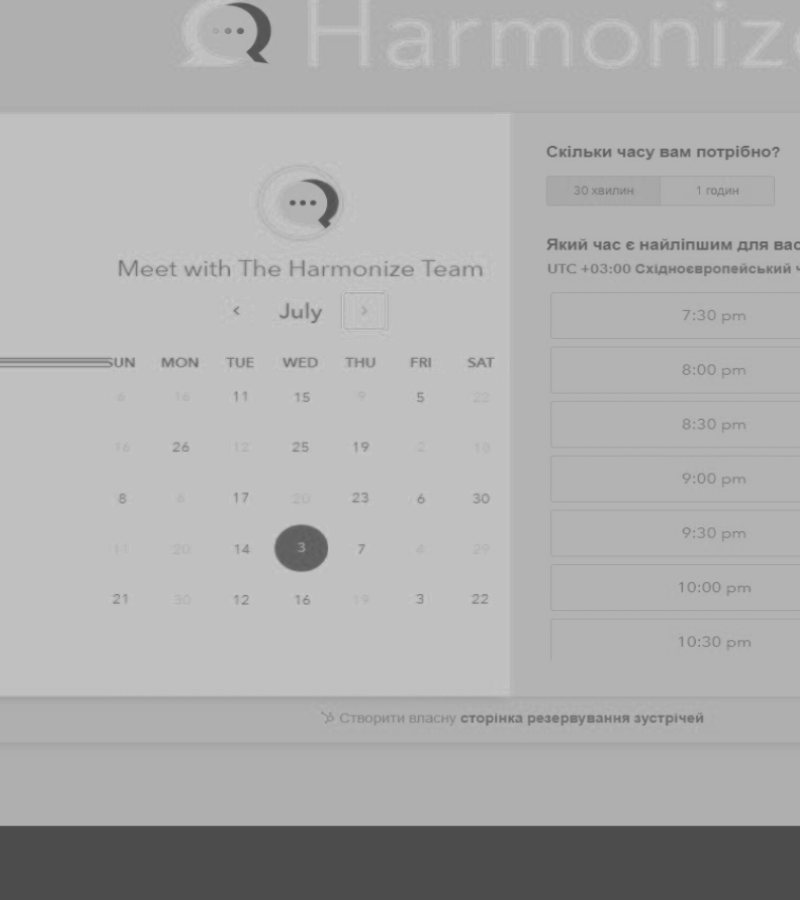 Harmonize
Meet with The Harmonize Team
July
SUN MON TUE WED THU FRI SAT
6 16 11 15 9 5 22
16 26 12 25 19 2 18
8 6 17 20 23 6 30
11 20 14 3 7 4 29
21 30 12 16 19 3 22
Скільки часу вам потрібно?
30 хвилин 1 годин
Який час є найліпшим для вас
UTC +03:00 Східноєвропейський ч
7:30 pm
8:00 pm
8:30 pm
9:00 pm
9:30 pm
10:00 pm
10:30 pm
Створити власну сторінка резервування зустрічей